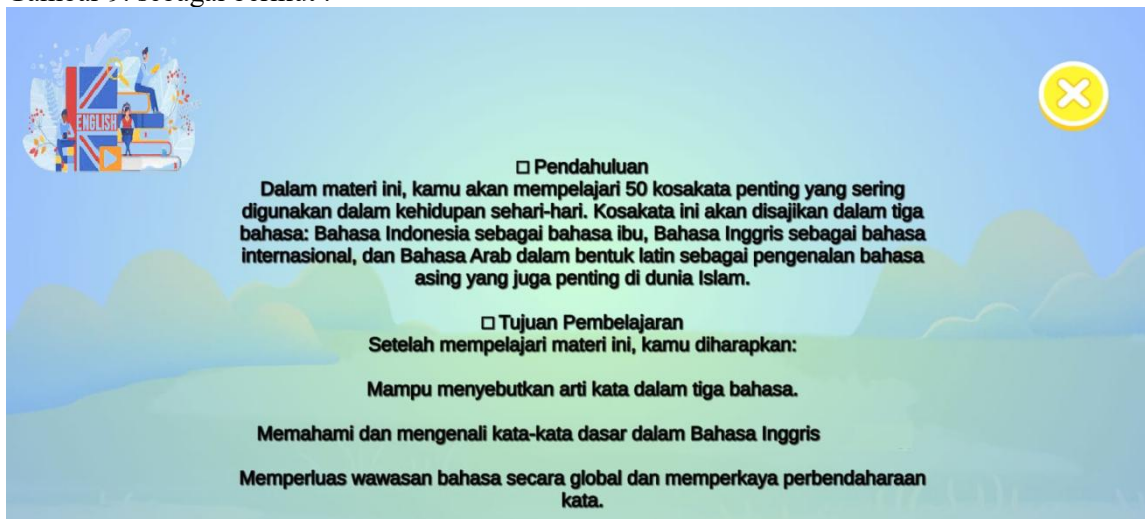 ENGLISH
□ Pendahuluan
Dalam materi ini, kamu akan mempelajari 50 kosakata penting yang sering
digunakan dalam kehidupan sehari-hari. Kosakata ini akan disajikan dalam tiga
bahasa: Bahasa Indonesia sebagai bahasa ibu, Bahasa Inggris sebagai bahasa
internasional, dan Bahasa Arab dalam bentuk latin sebagai pengenalan bahasa
asing yang juga penting di dunia Islam.
□ Tujuan Pembelajaran
Setelah mempelajari materi ini, kamu diharapkan:
Mampu menyebutkan arti kata dalam tiga bahasa.
Memahami dan mengenali kata-kata dasar dalam Bahasa Inggris
Memperluas wawasan bahasa secara global dan memperkaya perbendaharaan
kata.